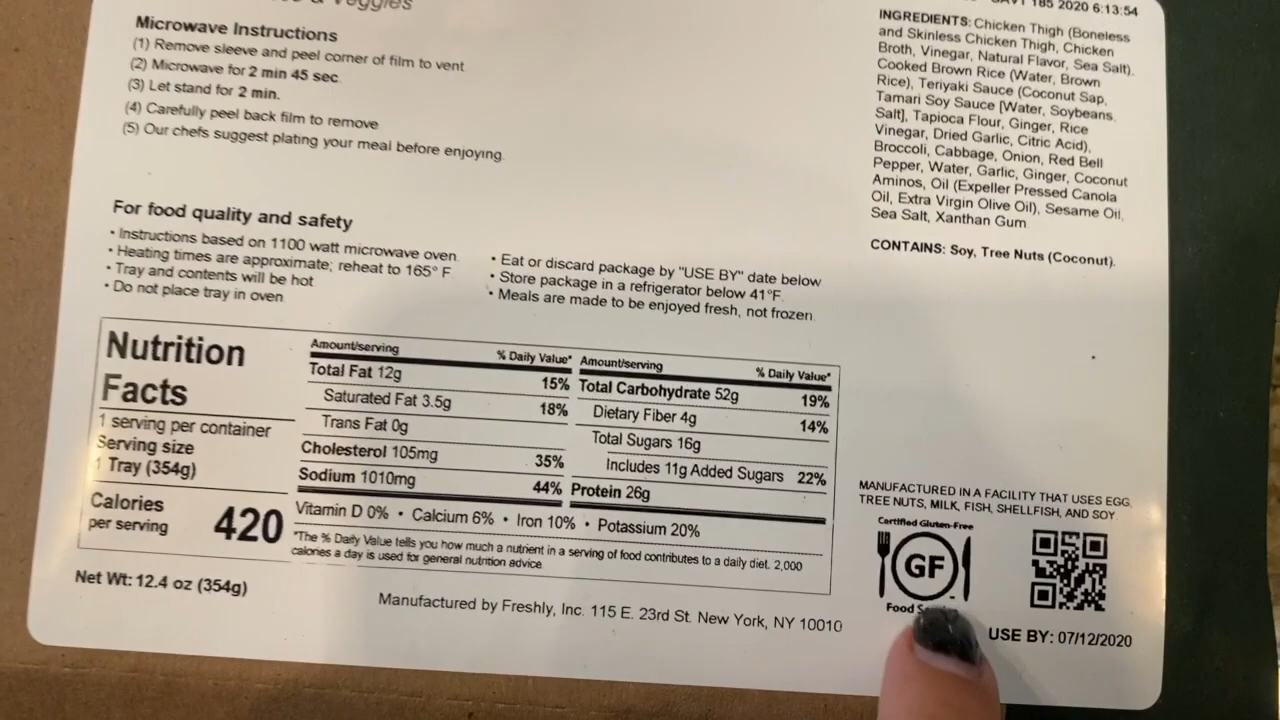 & Veggies
Microwave Instructions
(1) Remove sleeve and peel corner of film to vent
(2) Microwave for 2 min 45 sec
(3) Let stand for 2 min.
(4) Carefully peel back film to remove
(5) Our chefs suggest plating your meal before enjoying.
For food quality and safety
• Instructions based on 1100 watt microwave oven
• Heating times are approximate; reheat to 165° F
• Tray and contents will be hot
• Do not place tray in oven
• Eat or discard package by "USE BY" date below
• Store package in a refrigerator below 41°F.
• Meals are made to be enjoyed fresh, not frozen
Nutrition
Facts
1 serving per container
Serving size
1 Tray (354g)
Calories
per serving
420
Amount/serving % Daily Value*
Total Fat 12g 15%
Saturated Fat 3.5g 18%
Trans Fat 0g
Cholesterol 105mg 35%
Sodium 1010mg 44%
Amount/serving % Daily Value*
Total Carbohydrate 52g 19%
Dietary Fiber 4g 14%
Total Sugars 16g
Includes 11g Added Sugars 22%
Protein 26g
Vitamin D 0% • Calcium 6% • Iron 10% • Potassium 20%
*The % Daily Value tells you how much a nutrient in a serving of food contributes to a daily diet. 2,000
calories a day is used for general nutrition advice
Net Wt: 12.4 oz (354g)
Manufactured by Freshly, Inc. 115 E. 23rd St. New York, NY 10010
185 2020 6:13:54
INGREDIENTS: Chicken Thigh (Boneless
and Skinless Chicken Thigh, Chicken
Broth, Vinegar, Natural Flavor, Sea Salt).
Cooked Brown Rice (Water, Brown
Rice), Teriyaki Sauce (Coconut Sap,
Tamari Soy Sauce [Water, Soybeans,
Salt], Tapioca Flour, Ginger, Rice
Vinegar, Dried Garlic, Citric Acid),
Broccoli, Cabbage, Onion, Red Bell
Pepper, Water, Garlic, Ginger, Coconut
Aminos, Oil (Expeller Pressed Canola
Oil, Extra Virgin Olive Oil), Sesame Oil,
Sea Salt, Xanthan Gum
CONTAINS: Soy, Tree Nuts (Coconut).
MANUFACTURED IN A FACILITY THAT USES EGG,
TREE NUTS, MILK, FISH, SHELLFISH, AND SOY
Certified Gluten-Free
GF
Food
USE BY: 07/12/2020